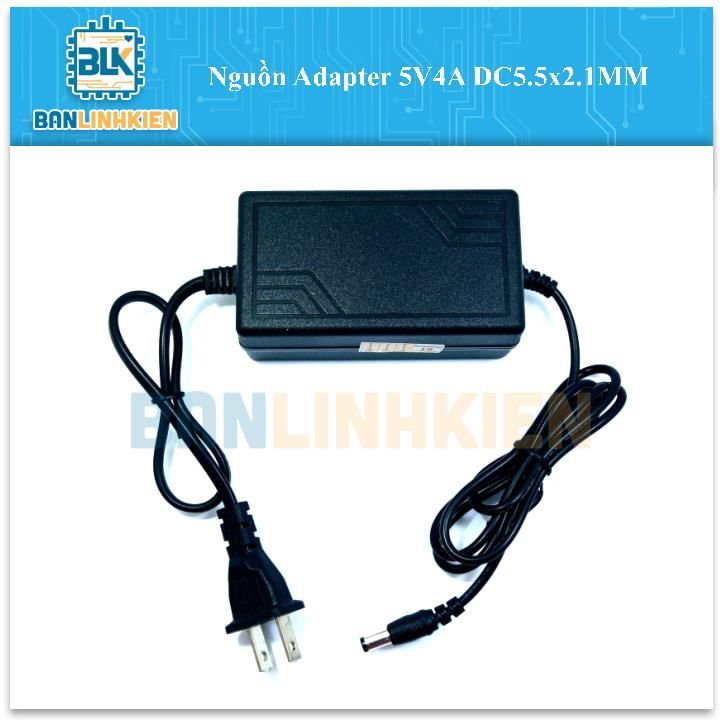 BLK
BANLINHKIEN
Nguồn Adapter 5V4A DC5.5x2.1MM
BANLINHKIEN